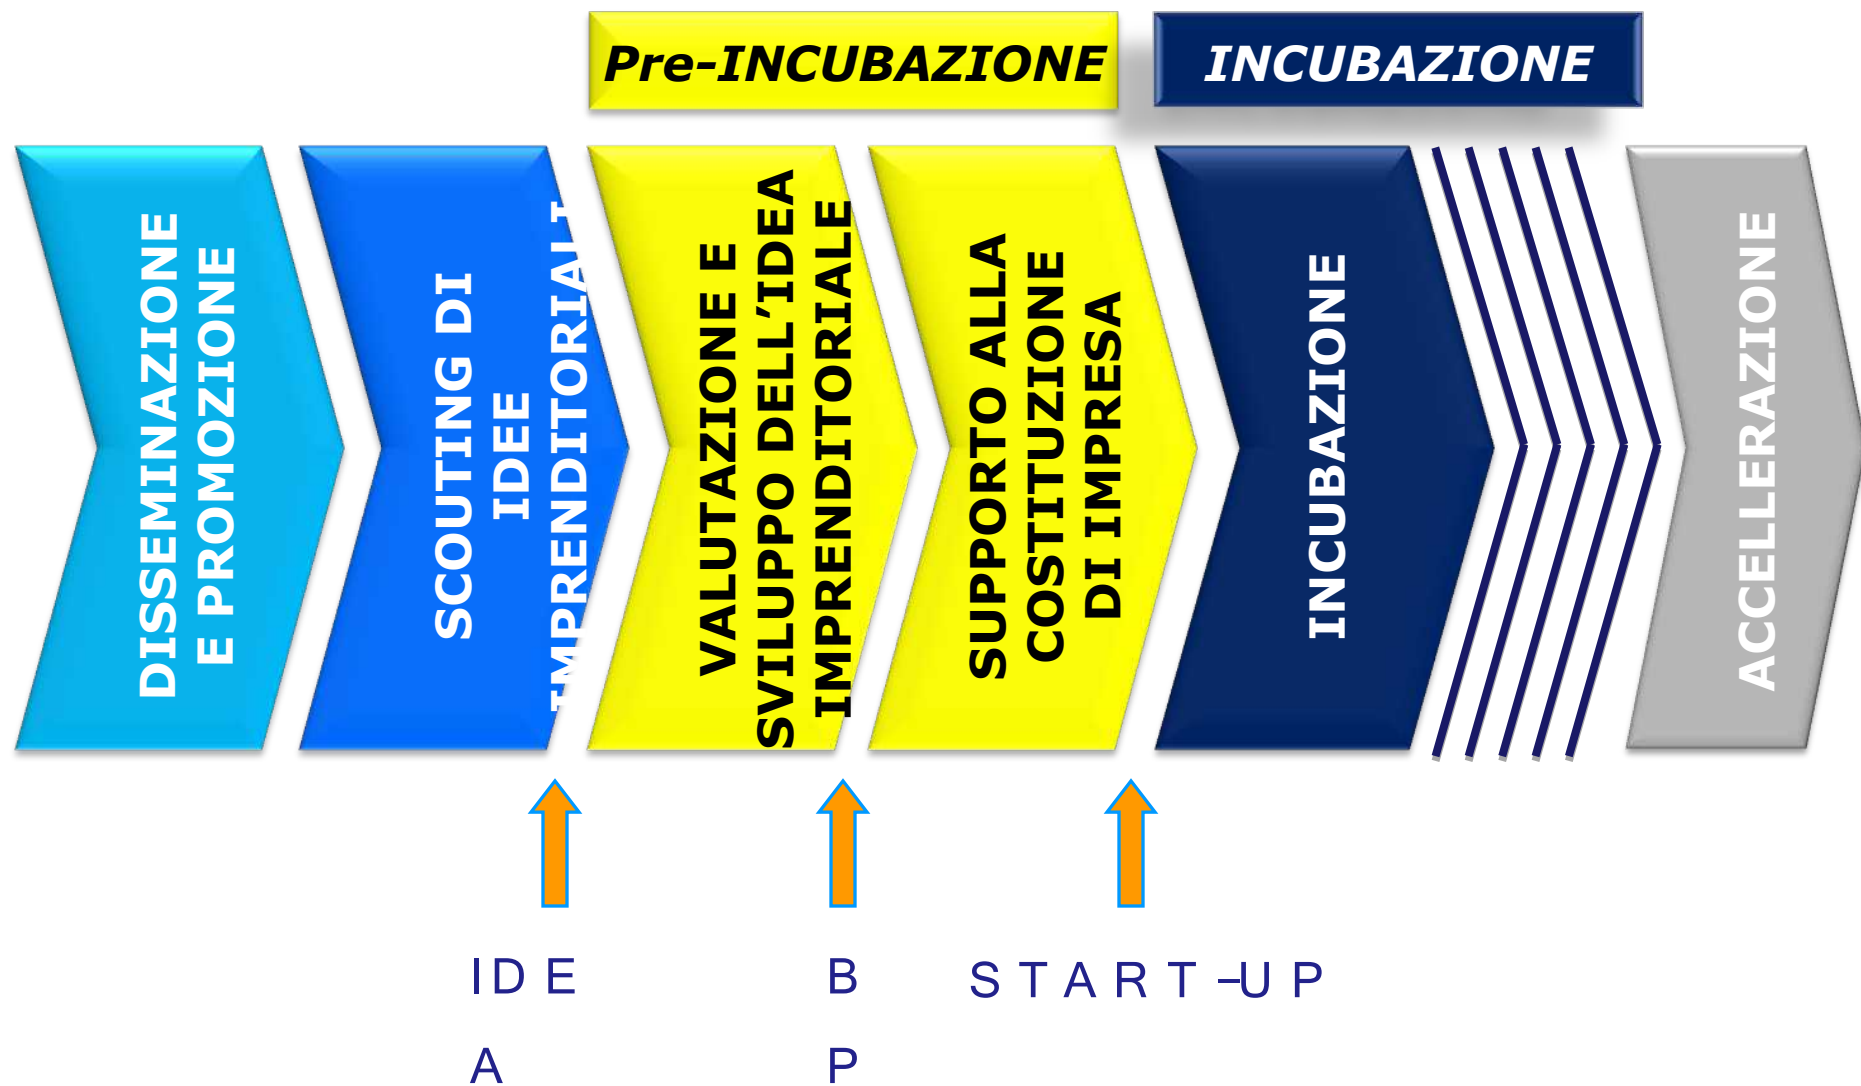 Pre-INCUBAZIONE
INCUBAZIONE
DISSEMINAZIONE
E PROMOZIONE
SCOUTING DI
IDEE
IMPRENDITORIALI
VALUTAZIONE E
SVILUPPO DELL’IDEA
IMPRENDITORIALE
SUPPORTO ALLA
COSTITUZIONE
DI IMPRESA
INCUBAZIONE
ACCELLERAZIONE
IDE
A
B
P
START–UP